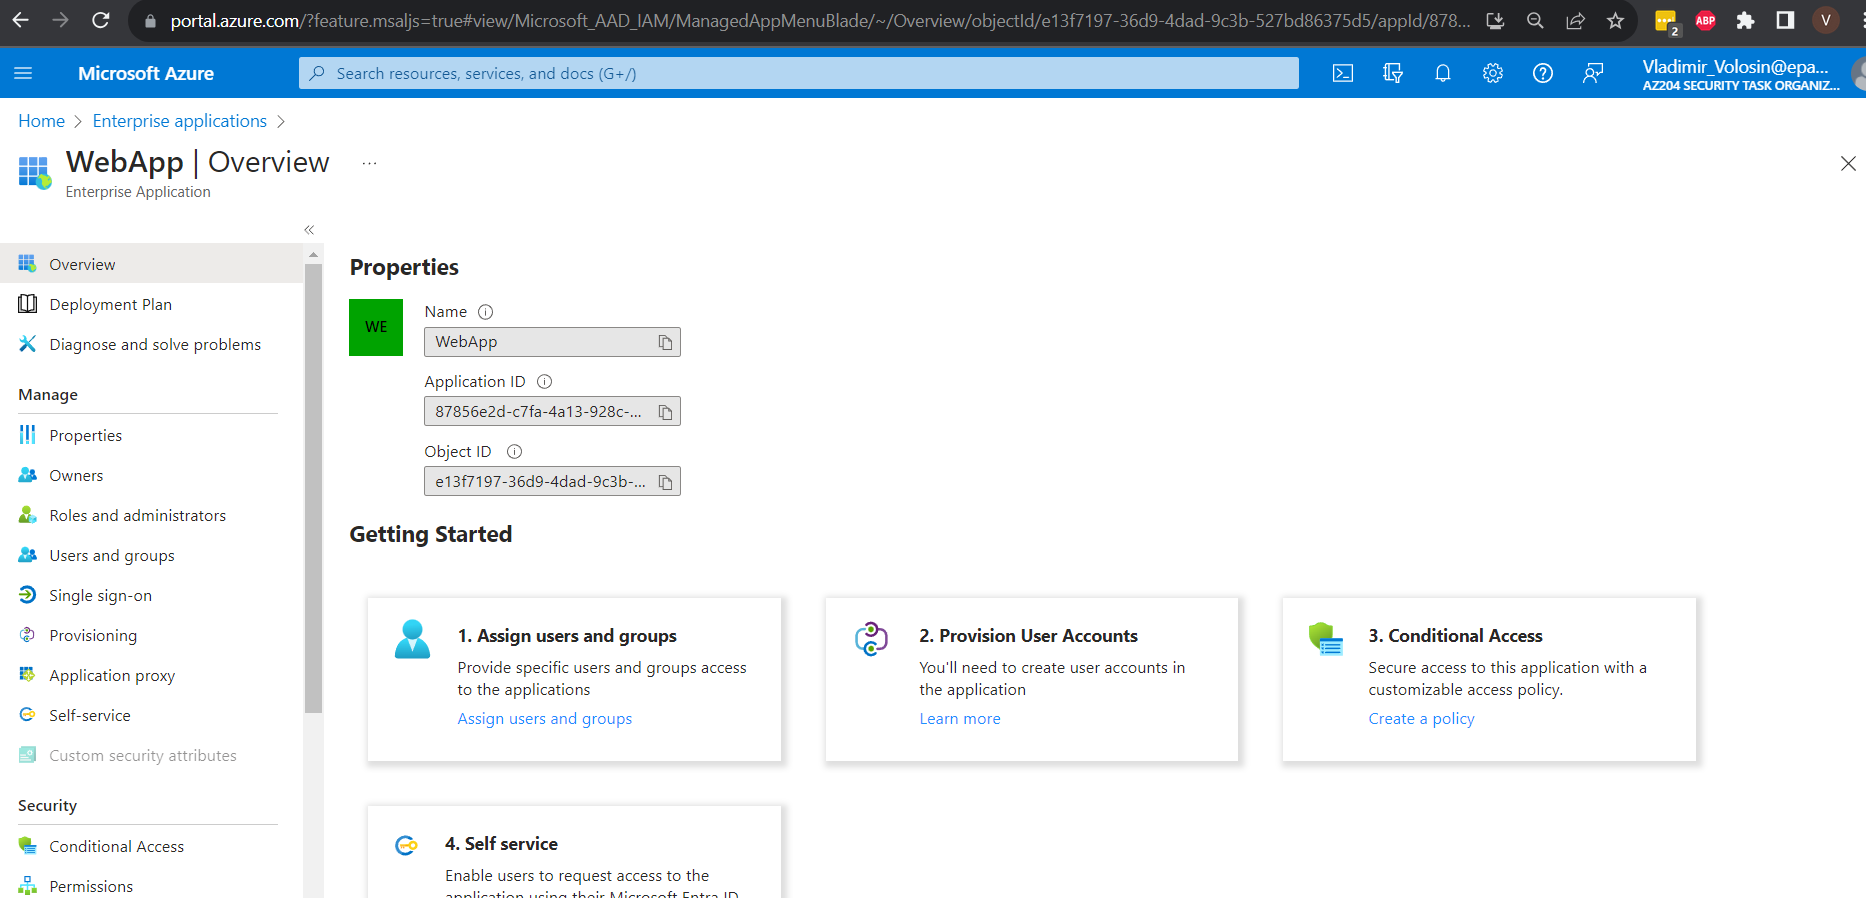 portal.azure.com/?feature.msaljs=true#view/Microsoft_AAD_IAM/ManagedAppMenuBlade/~/Overview/objectId/e13f7197-36d9-4dad-9c3b-527bd86375d5/appId/878...
2
ABP
V
Microsoft Azure
Search resources, services, and docs (G+/)
Vladimir_Volosin@epa...
AZ204 SECURITY TASK ORGANIZ...
Home > Enterprise applications >
WebApp | Overview ...
Enterprise Application
«
Overview
Deployment Plan
Diagnose and solve problems
Manage
Properties
Owners
Roles and administrators
Users and groups
Single sign-on
Provisioning
Application proxy
Self-service
Custom security attributes
Security
Conditional Access
Permissions
Properties
WE
Name
WebApp
Application ID
87856e2d-c7fa-4a13-928c-...
Object ID
e13f7197-36d9-4dad-9c3b-...
Getting Started
1. Assign users and groups
Provide specific users and groups access
to the applications
Assign users and groups
2. Provision User Accounts
You'll need to create user accounts in
the application
Learn more
3. Conditional Access
Secure access to this application with a
customizable access policy.
Create a policy
4. Self service
Enable users to request access to the
application using their Microsoft Entra ID